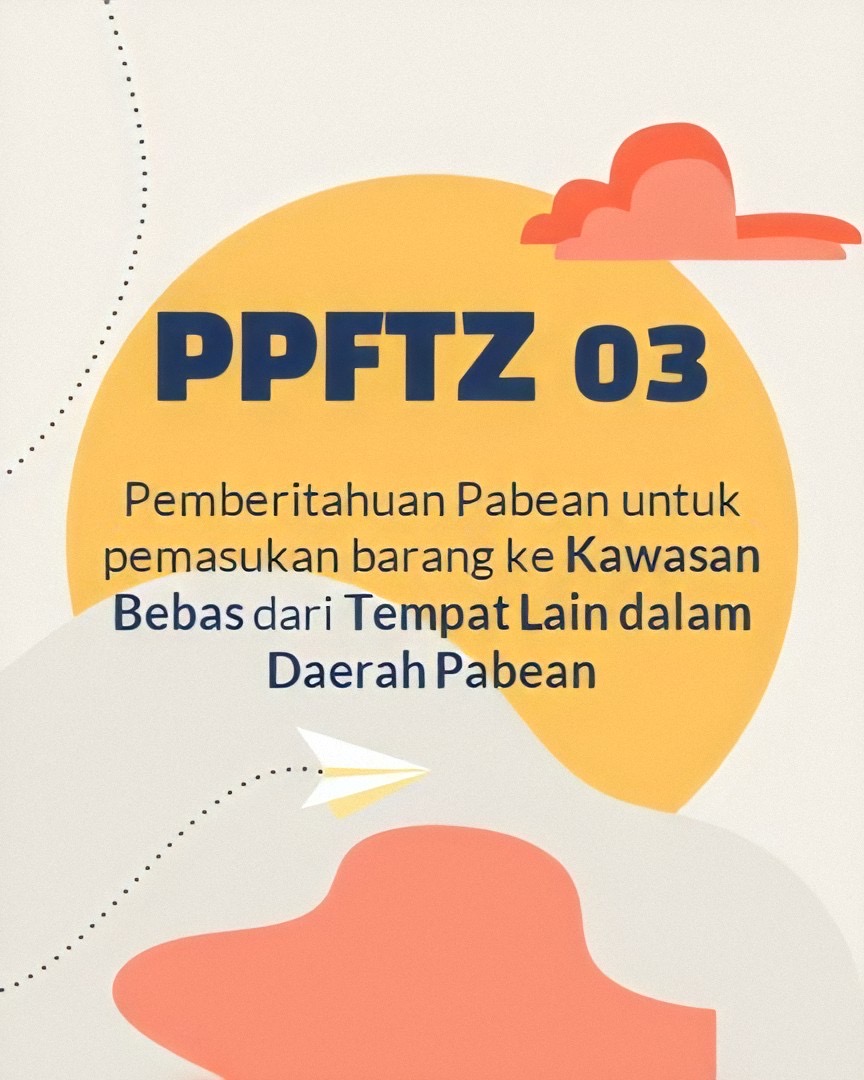 PPFTZ 03
Pemberitahuan Pabean untuk
pemasukan barang ke Kawasan
Bebas dari Tempat Lain dalam
Daerah Pabean